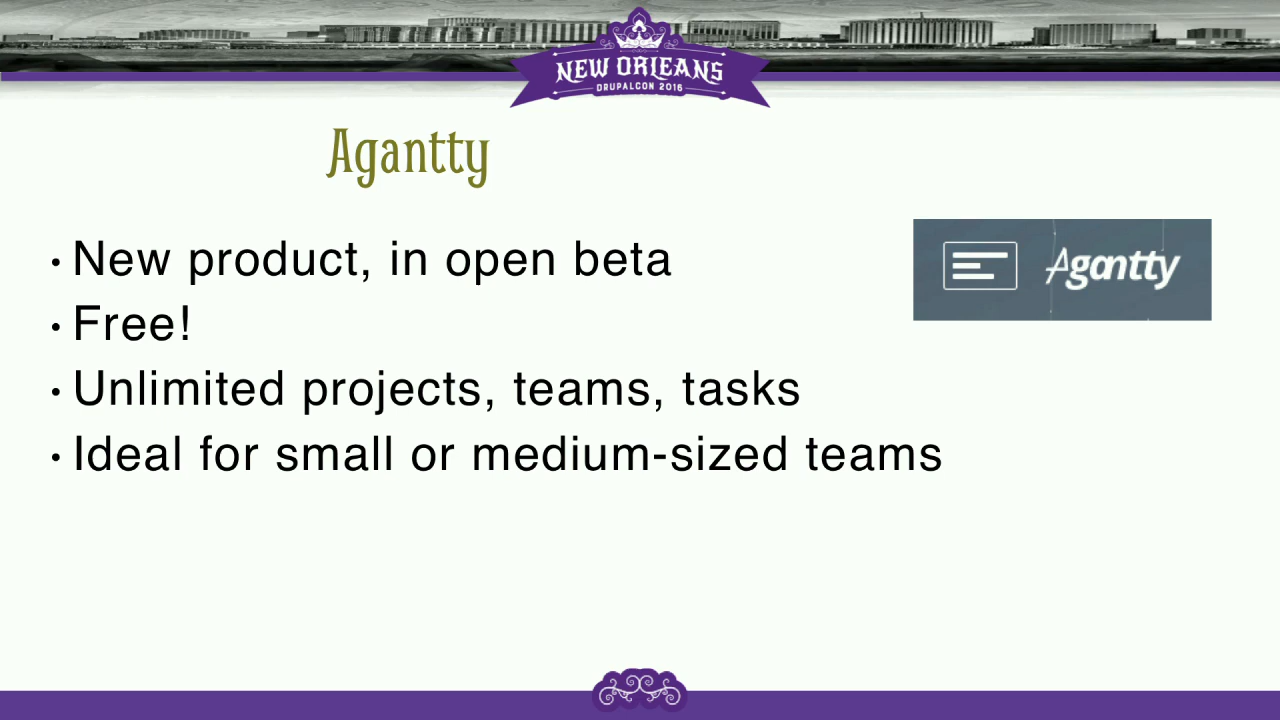 NEW ORLEANS
DRUPALCON 2016
Agantty
• New product, in open beta
• Free!
• Unlimited projects, teams, tasks
• Ideal for small or medium-sized teams
Agantty